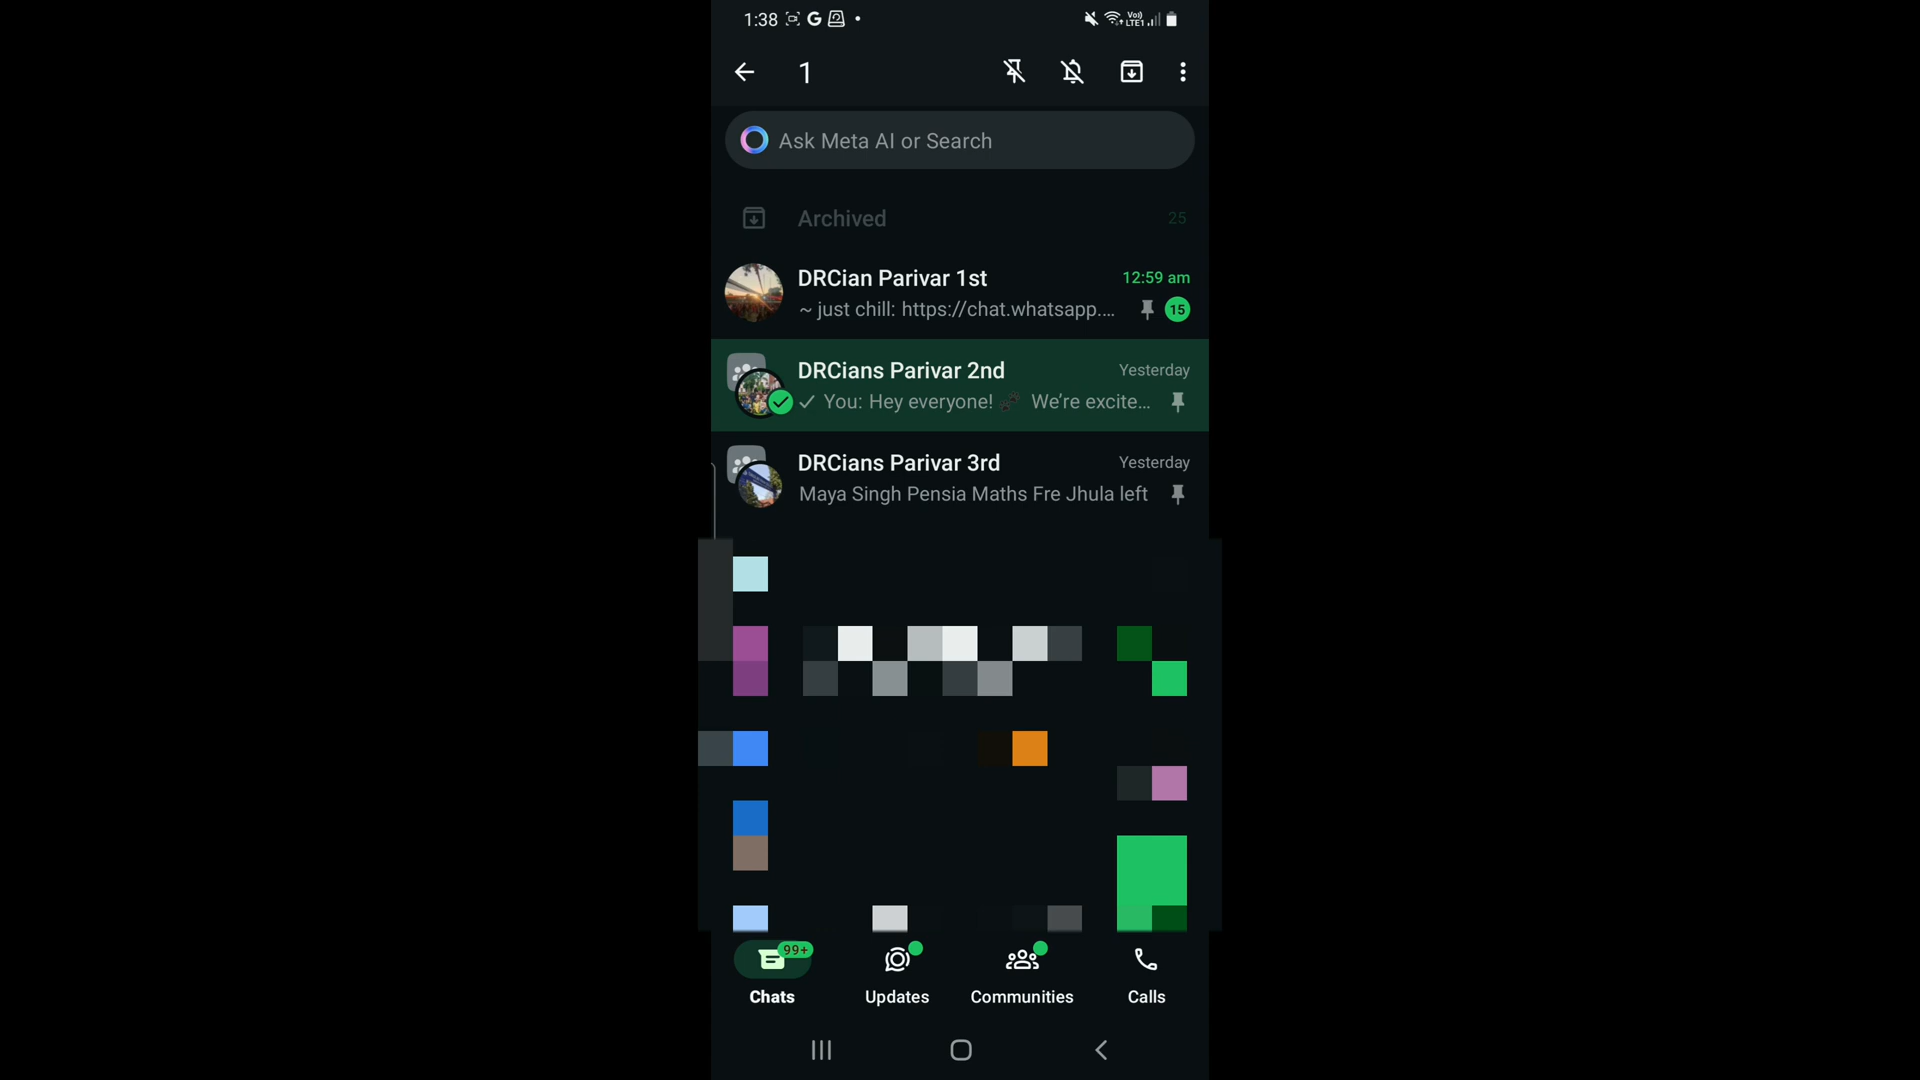 1:38
Vo)) LTE1
1
Ask Meta AI or Search
Archived 25
DRCian Parivar 1st 12:59 am
~ just chill: https://chat.whatsapp.... 15
DRCians Parivar 2nd Yesterday
You: Hey everyone! 🐾 We’re excite...
DRCians Parivar 3rd Yesterday
Maya Singh Pensia Maths Fre Jhula left
99+
Chats Updates Communities Calls